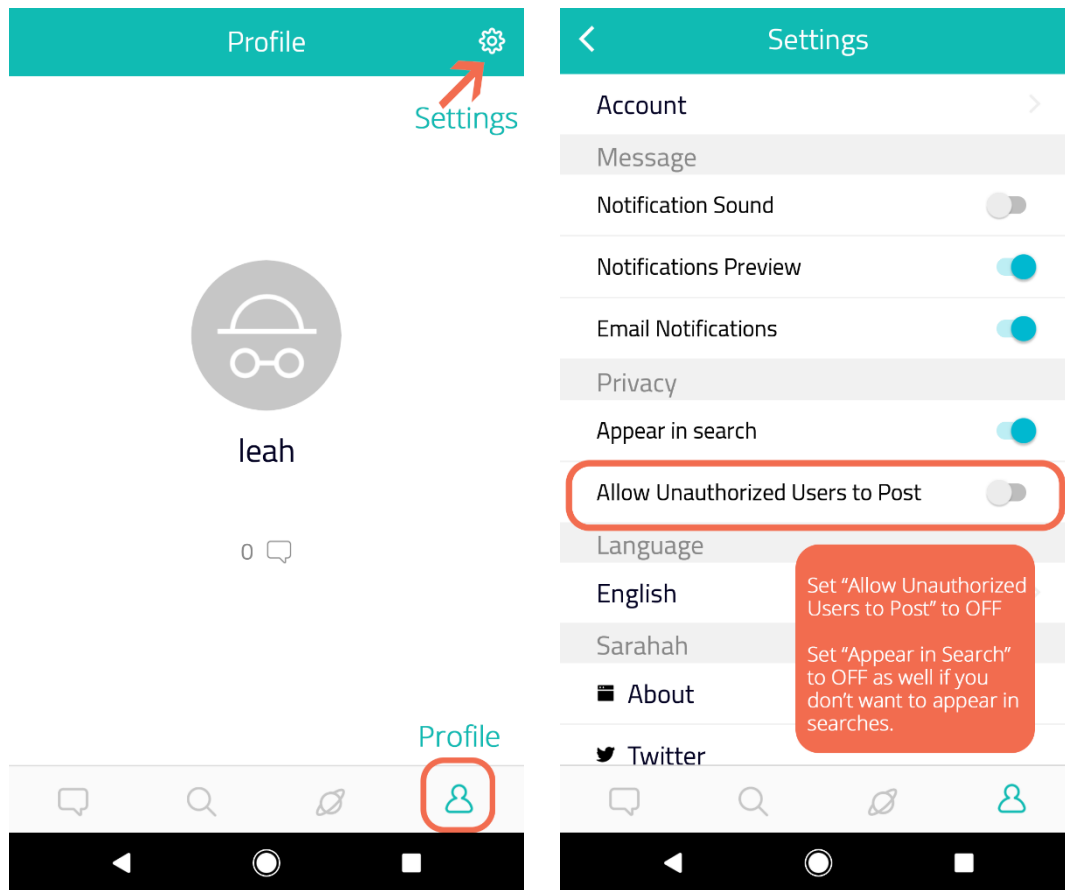 Profile
Settings
leah
0
Profile
Settings
Account
Message
Notification Sound
Notifications Preview
Email Notifications
Privacy
Appear in search
Allow Unauthorized Users to Post
Language
English
Set “Allow Unauthorized
Users to Post” to OFF
Set “Appear in Search”
to OFF as well if you
don’t want to appear in
searches.
Sarahah
About
Twitter